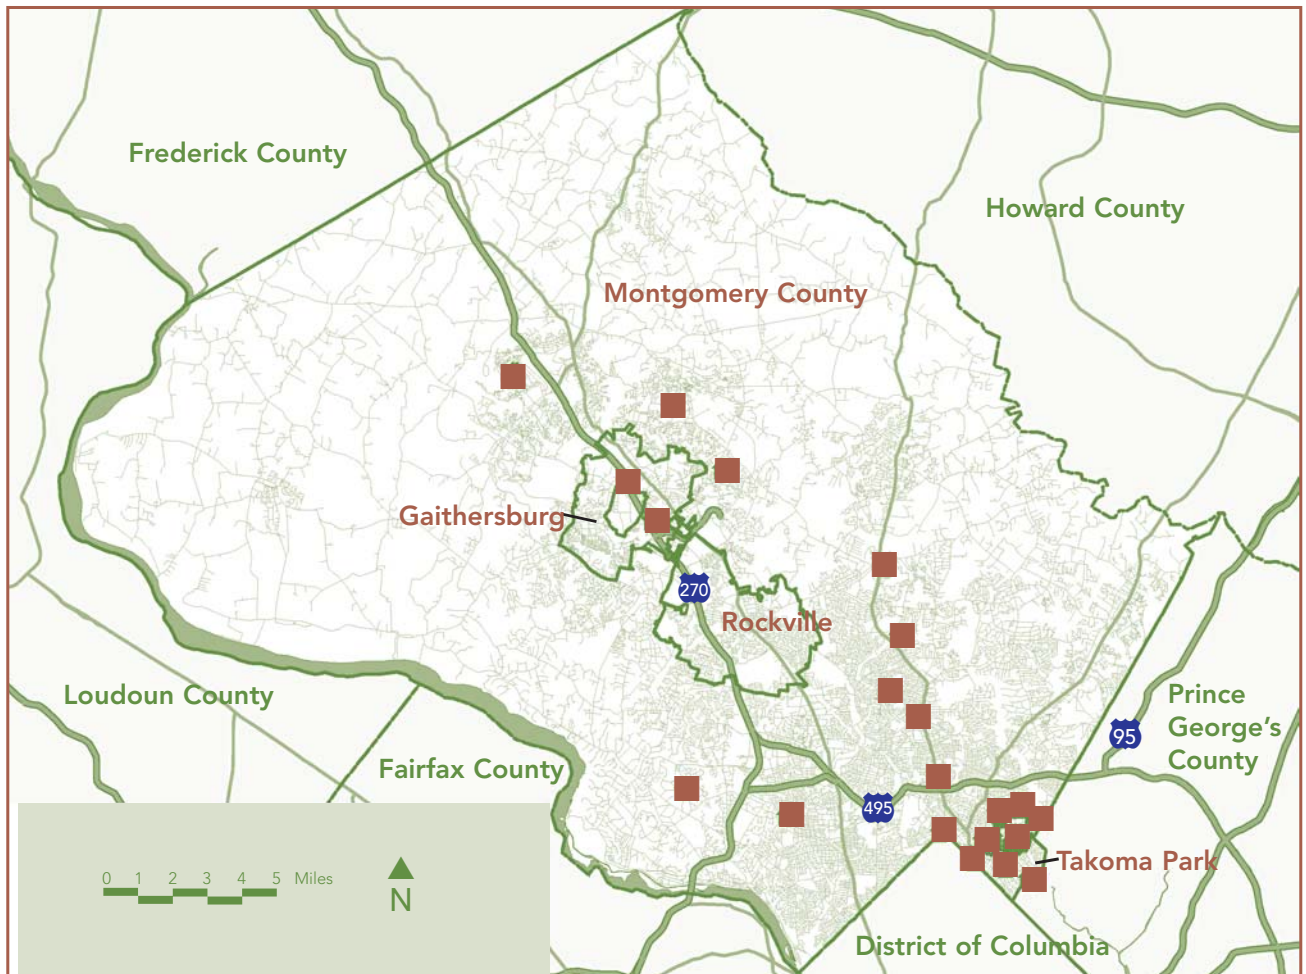 Frederick County
Howard County
Montgomery County
Gaithersburg
270
Rockville
Loudoun County
Prince
George's
County
95
Fairfax County
495
Takoma Park
0 1 2 3 4 5 Miles
N
District of Columbia